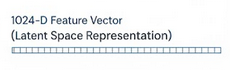 1024-D Feature Vector
(Latent Space Representation)